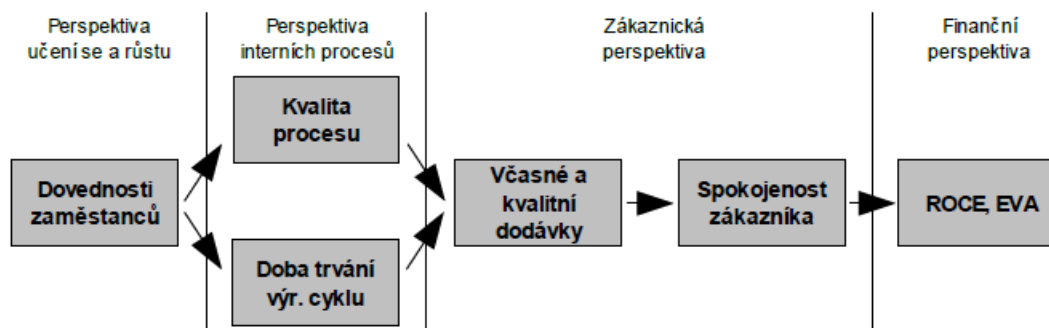 Perspektiva
učení se a růstu
Perspektiva
interních procesů
Zákaznická
perspektiva
Finanční
perspektiva
Kvalita
procesu
Dovednosti
zaměstanců
Včasné a
kvalitní
dodávky
Spokojenost
zákazníka
ROCE, EVA
Doba trvání
výr. cyklu